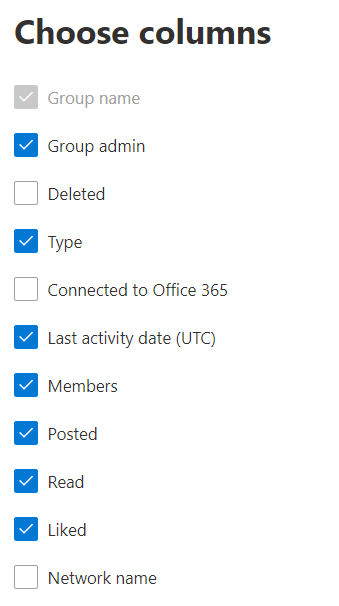 Choose columns
Group name
Group admin
Deleted
Type
Connected to Office 365
Last activity date (UTC)
Members
Posted
Read
Liked
Network name